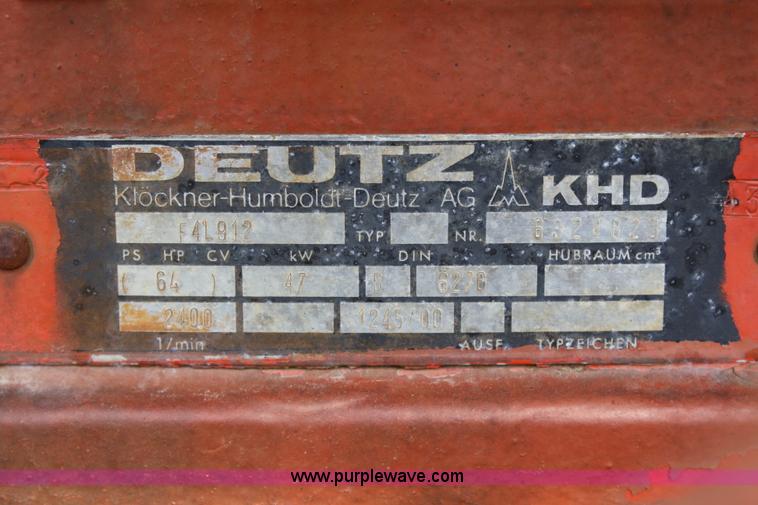 DEUTZ
Klöckner-Humboldt-Deutz AG KHD
F4L912 TYP NR.
PS HP CV kW DIN HUBRAUM cm³
( 64 ) 47 6270
2400
1/min AUSF. TYPZEICHEN
www.purplewave.com